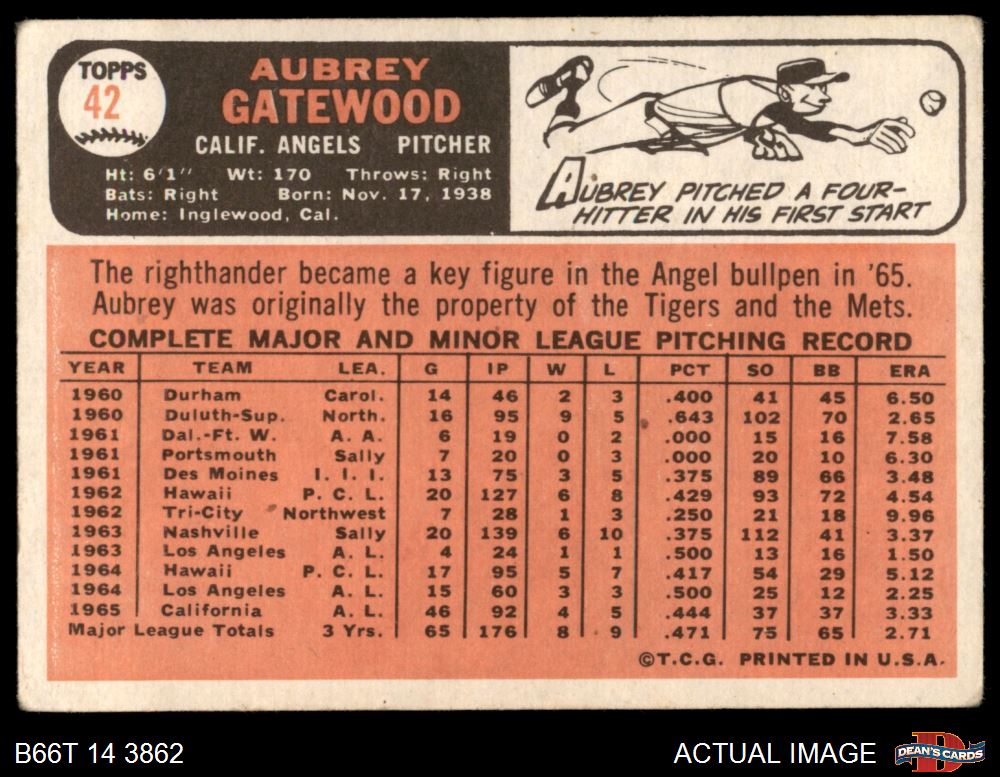 TOPPS
42
AUBREY
GATEWOOD
CALIF. ANGELS PITCHER
Ht: 6'1" Wt: 170 Throws: Right
Bats: Right Born: Nov. 17, 1938
Home: Inglewood, Cal.
AUBREY PITCHED A FOUR-
HITTER IN HIS FIRST START
The righthander became a key figure in the Angel bullpen in '65.
Aubrey was originally the property of the Tigers and the Mets.
COMPLETE MAJOR AND MINOR LEAGUE PITCHING RECORD
YEAR TEAM LEA. G IP W L PCT SO BB ERA
1960 Durham Carol. 14 46 2 3 .400 41 45 6.50
1960 Duluth-Sup. North. 16 95 9 5 .643 102 70 2.65
1961 Dal.-Ft. W. A. A. 6 19 0 2 .000 15 16 7.58
1961 Portsmouth Sally 7 20 0 3 .000 20 10 6.30
1961 Des Moines I. I. I. 13 75 3 5 .375 89 66 3.48
1962 Hawaii P. C. L. 20 127 6 8 .429 93 72 4.54
1962 Tri-City Northwest 7 28 1 3 .250 21 18 9.96
1963 Nashville Sally 20 139 6 10 .375 112 41 3.37
1963 Los Angeles A. L. 4 24 1 1 .500 13 16 1.50
1964 Hawaii P. C. L. 17 95 5 7 .417 54 29 5.12
1964 Los Angeles A. L. 15 60 3 3 .500 25 12 2.25
1965 California A. L. 46 92 4 5 .444 37 37 3.33
Major League Totals 3 Yrs. 65 176 8 9 .471 75 65 2.71
©T.C.G. PRINTED IN U.S.A.
B66T 14 3862
ACTUAL IMAGE
DEAN'S CARDS